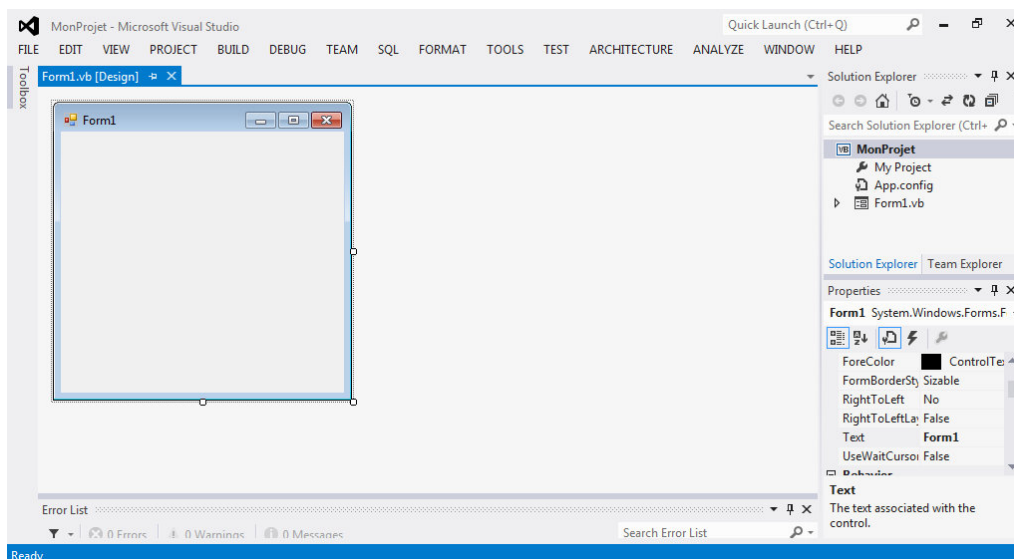 MonProjet - Microsoft Visual Studio Quick Launch (Ctrl+Q)
FILE EDIT VIEW PROJECT BUILD DEBUG TEAM SQL FORMAT TOOLS TEST ARCHITECTURE ANALYZE WINDOW HELP
Toolbox
Form1.vb [Design]
Form1
Solution Explorer
Search Solution Explorer (Ctrl+
VB MonProjet
My Project
App.config
Form1.vb
Solution Explorer Team Explorer
Properties
Form1 System.Windows.Forms.F
ForeColor ControlTe
FormBorderSty Sizable
RightToLeft No
RightToLeftLay False
Text Form1
UseWaitCursor False
Behavior
Text
The text associated with the
control.
Error List
0 Errors 0 Warnings 0 Messages Search Error List
Ready